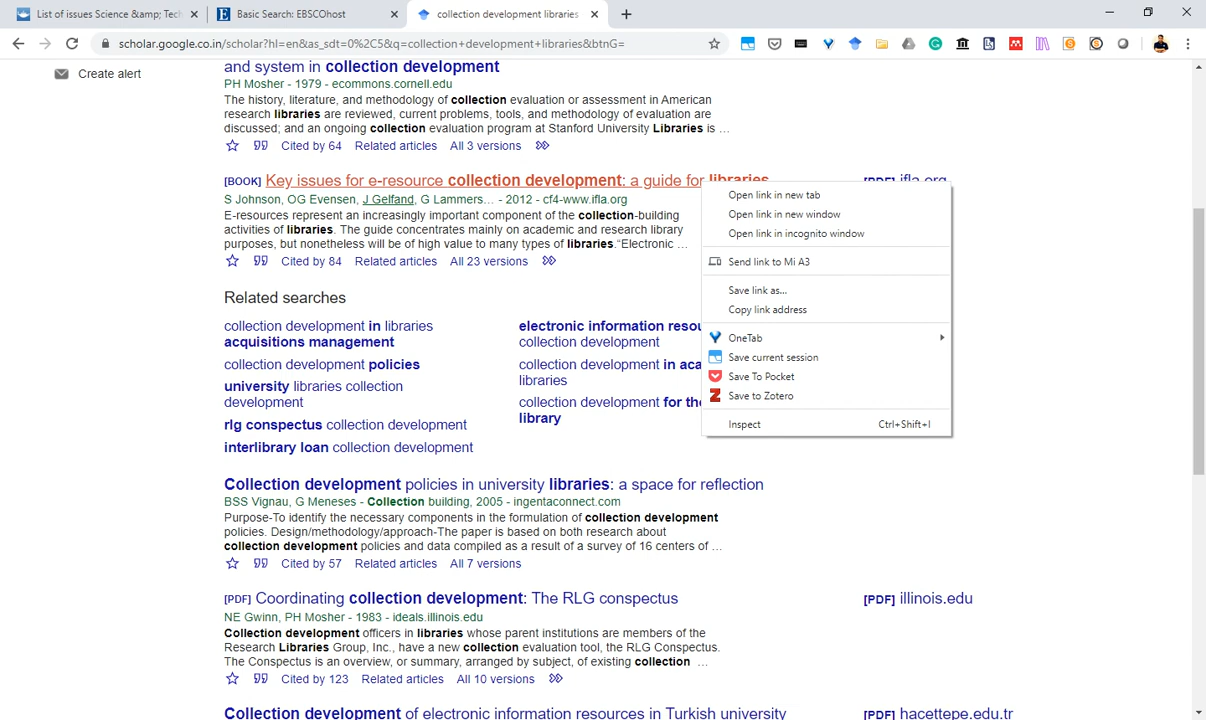 List of issues Science &amp; Tech
Basic Search: EBSCOhost
collection development libraries
scholar.google.co.in/scholar?hl=en&as_sdt=0%2C5&q=collection+development+libraries&btnG=
Create alert
and system in collection development
PH Mosher - 1979 - ecommons.cornell.edu
The history, literature, and methodology of collection evaluation or assessment in American
research libraries are reviewed, current problems, tools, and methodology of evaluation are
discussed; and an ongoing collection evaluation program at Stanford University Libraries is ...
Cited by 64 Related articles All 3 versions
[BOOK] Key issues for e-resource collection development: a guide for libraries
[PDF] ifla.org
S Johnson, OG Evensen, J Gelfand, G Lammers... - 2012 - cf4-www.ifla.org
E-resources represent an increasingly important component of the collection-building
activities of libraries. The guide concentrates mainly on academic and research library
purposes, but nonetheless will be of high value to many types of libraries."Electronic ...
Cited by 84 Related articles All 23 versions
Open link in new tab
Open link in new window
Open link in incognito window
Send link to Mi A3
Save link as...
Copy link address
OneTab
Save current session
Save To Pocket
Save to Zotero
Inspect Ctrl+Shift+I
Related searches
collection development in libraries
acquisitions management
collection development policies
university libraries collection
development
rlg conspectus collection development
interlibrary loan collection development
electronic information resou
collection development
collection development in aca
libraries
collection development for the
library
Collection development policies in university libraries: a space for reflection
BSS Vignau, G Meneses - Collection building, 2005 - ingentaconnect.com
Purpose-To identify the necessary components in the formulation of collection development
policies. Design/methodology/approach-The paper is based on both research about
collection development policies and data compiled as a result of a survey of 16 centers of ...
Cited by 57 Related articles All 7 versions
[PDF] Coordinating collection development: The RLG conspectus
[PDF] illinois.edu
NE Gwinn, PH Mosher - 1983 - ideals.illinois.edu
Collection development officers in libraries whose parent institutions are members of the
Research Libraries Group, Inc., have a new collection evaluation tool, the RLG Conspectus.
The Conspectus is an overview, or summary, arranged by subject, of existing collection ...
Cited by 123 Related articles All 10 versions
Collection development of electronic information resources in Turkish university
[PDF] hacettepe.edu.tr